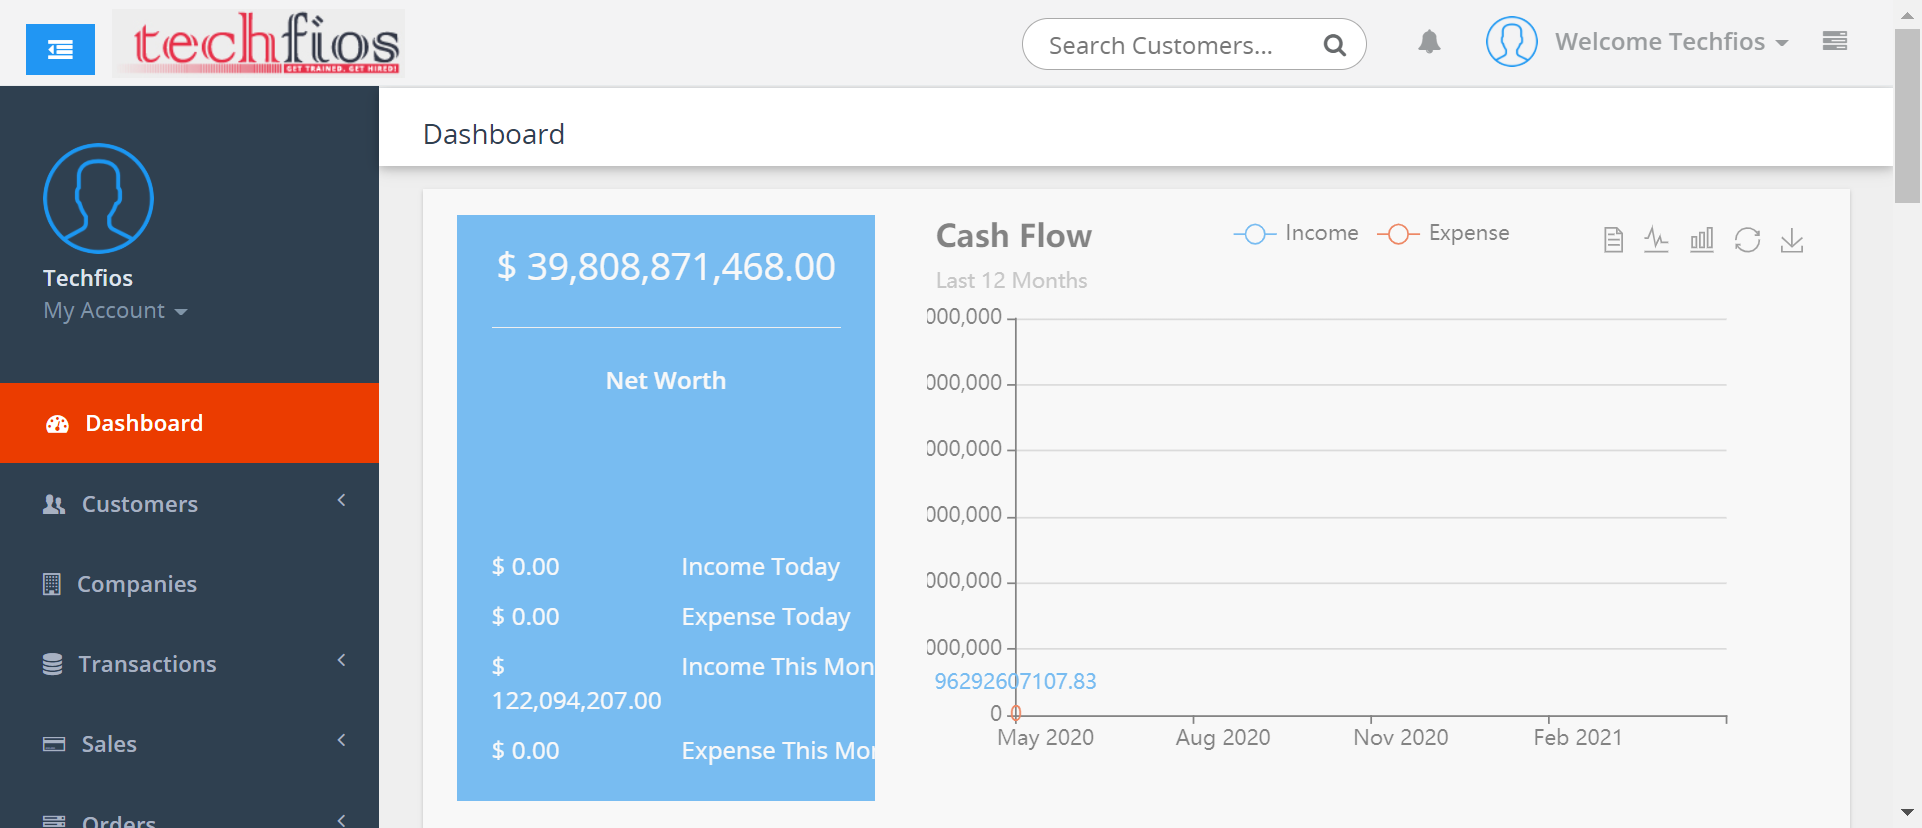 techfios
GET TRAINED. GET HIRED!
Search Customers...
Welcome Techfios
Techfios
My Account
Dashboard
Customers
Companies
Transactions
Sales
Orders
Dashboard
$ 39,808,871,468.00
Net Worth
$ 0.00 Income Today
$ 0.00 Expense Today
$ Income This Mon
122,094,207.00
$ 0.00 Expense This Mor
Cash Flow
Last 12 Months
Income Expense
000,000
000,000
000,000
000,000
000,000
000,000
96292607107.83
0
0
May 2020 Aug 2020 Nov 2020 Feb 2021